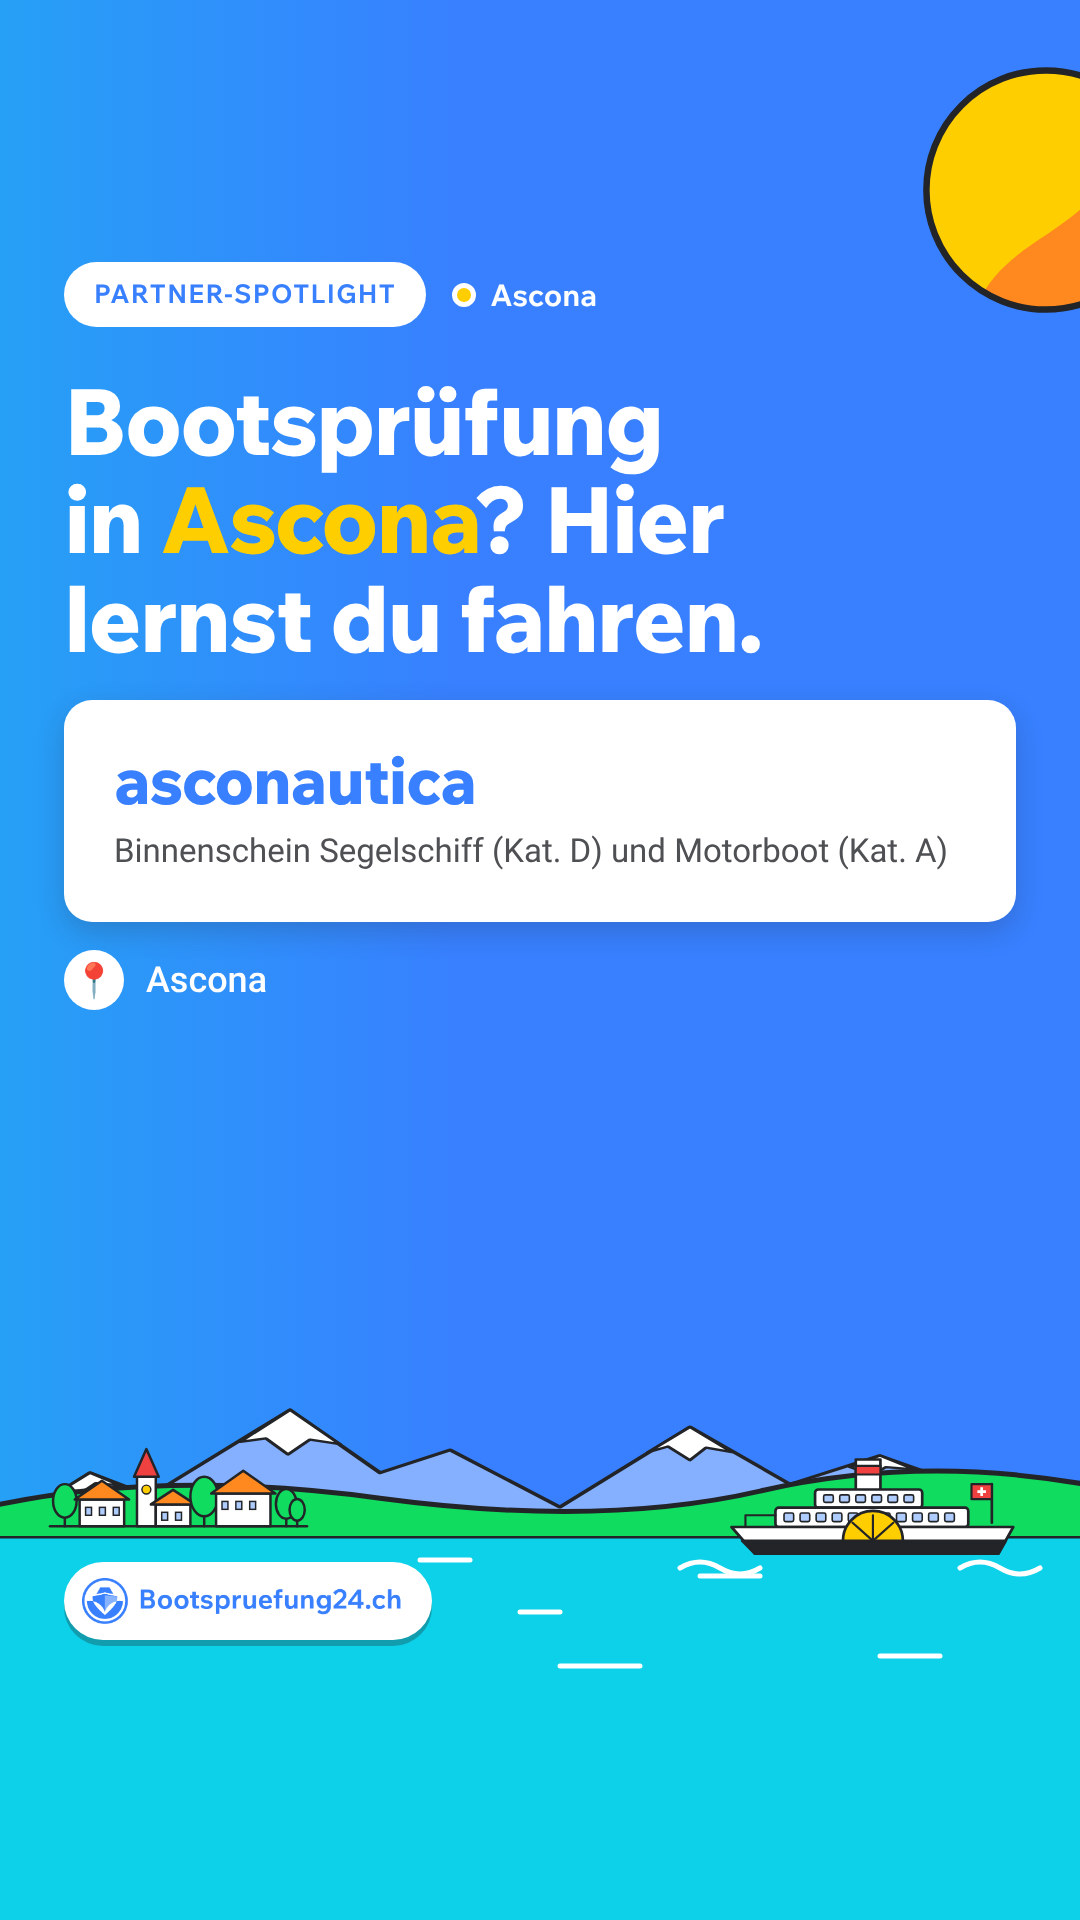 PARTNER-SPOTLIGHT
Ascona
Bootsprüfung
in Ascona? Hier
lernst du fahren.
asconautica
Binnenschein Segelschiff (Kat. D) und Motorboot (Kat. A)
Ascona
Bootspruefung24.ch